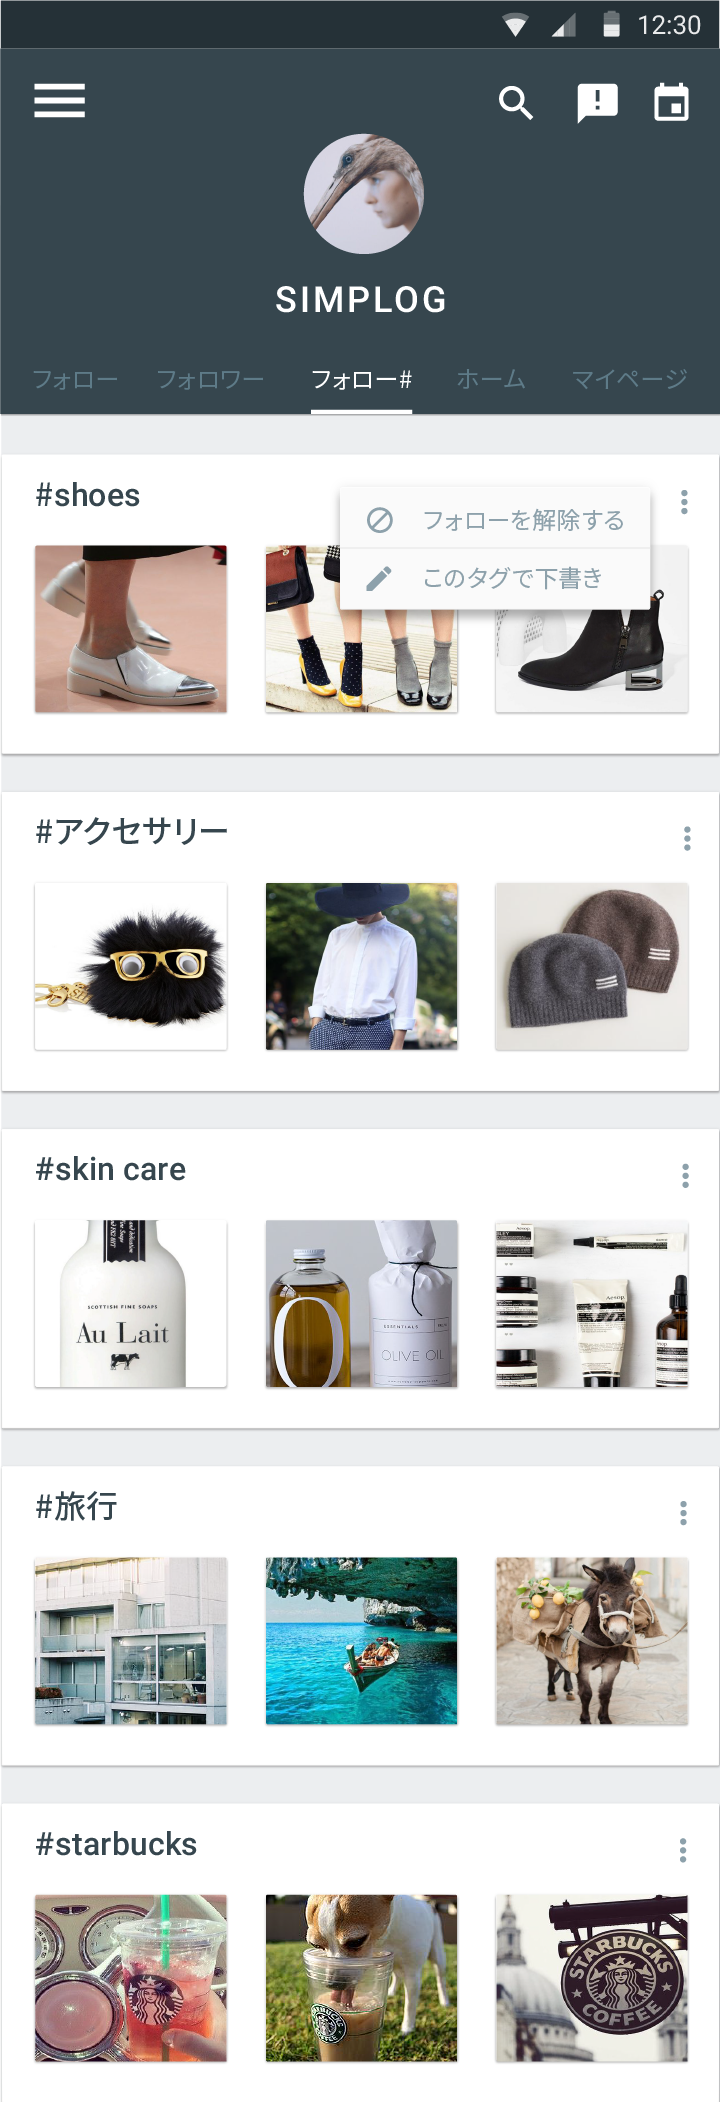 12:30
SIMPLOG
フォロー フォロワー フォロー# ホーム マイページ
#shoes
フォローを解除する
このタグで下書き
#アクセサリー
#skin care
SCOTTISH FINE SOAPS
Au Lait
ESSENTIALS
OLIVE OIL
Aesop
#旅行
#starbucks
STARBUCKS
COFFEE